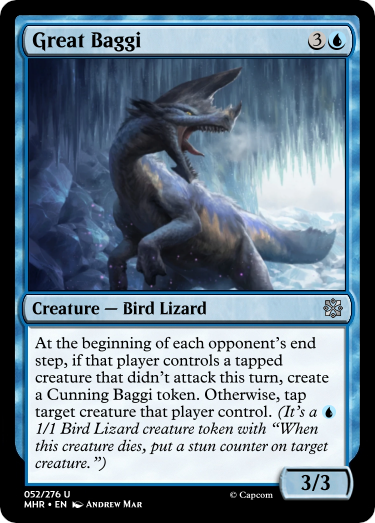 Great Baggi 3
Creature — Bird Lizard
At the beginning of each opponent's end
step, if that player controls a tapped
creature that didn't attack this turn, create
a Cunning Baggi token. Otherwise, tap
target creature that player control. (It's a
1/1 Bird Lizard creature token with “When
this creature dies, put a stun counter on target
creature.”)
3/3
052/276 U
MHR • EN Andrew Mar
© Capcom